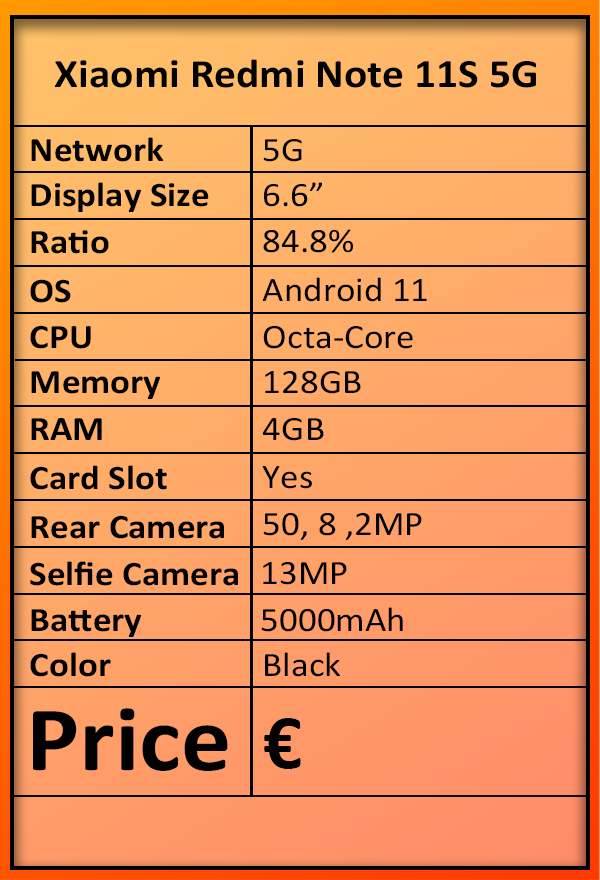 Xiaomi Redmi Note 11S 5G
Network 5G
Display Size 6.6”
Ratio 84.8%
OS Android 11
CPU Octa-Core
Memory 128GB
RAM 4GB
Card Slot Yes
Rear Camera 50, 8 ,2MP
Selfie Camera 13MP
Battery 5000mAh
Color Black
Price €